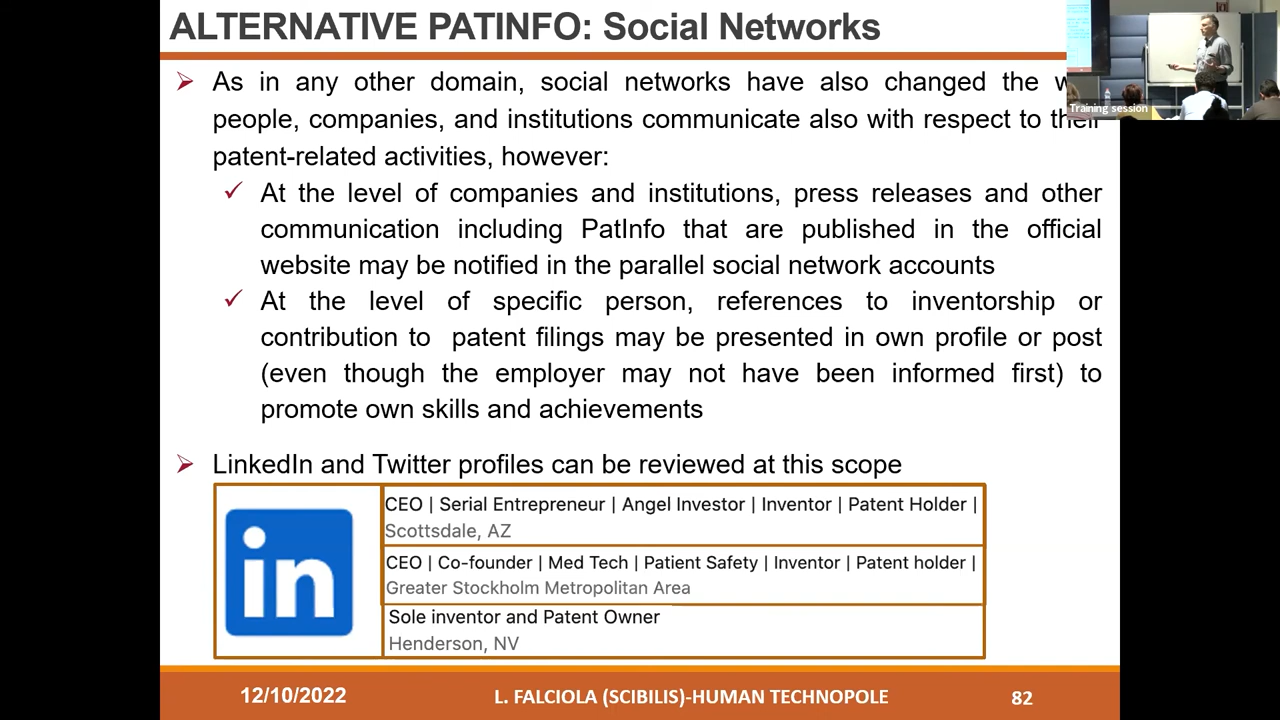 ALTERNATIVE PATINFO: Social Networks
As in any other domain, social networks have also changed the
people, companies, and institutions communicate also with respect to their
patent-related activities, however:
At the level of companies and institutions, press releases and other
communication including PatInfo that are published in the official
website may be notified in the parallel social network accounts
At the level of specific person, references to inventorship or
contribution to patent filings may be presented in own profile or post
(even though the employer may not have been informed first) to
promote own skills and achievements
LinkedIn and Twitter profiles can be reviewed at this scope
in
CEO | Serial Entrepreneur | Angel Investor | Inventor | Patent Holder |
Scottsdale, AZ
CEO | Co-founder | Med Tech | Patient Safety | Inventor | Patent holder |
Greater Stockholm Metropolitan Area
Sole inventor and Patent Owner
Henderson, NV
12/10/2022
L. FALCIOLA (SCIBILIS)-HUMAN TECHNOPOLE
82
Training session